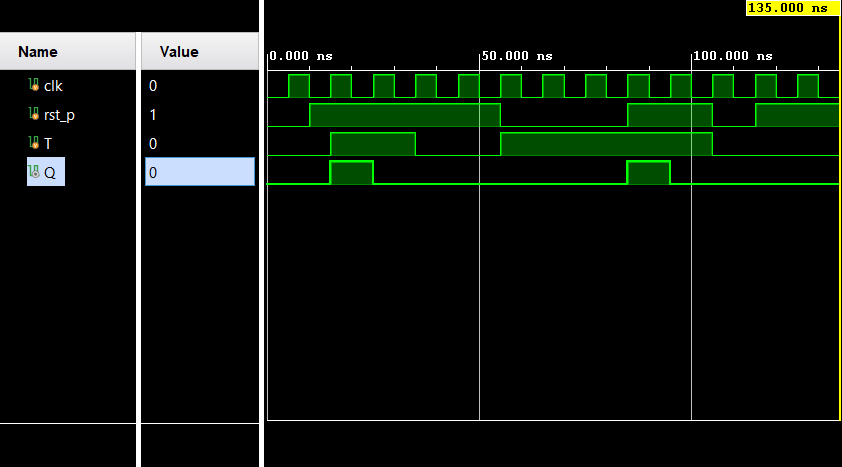 135.000 ns
Name Value
0.000 ns 50.000 ns 100.000 ns
clk 0
rst_p 1
T 0
Q 0